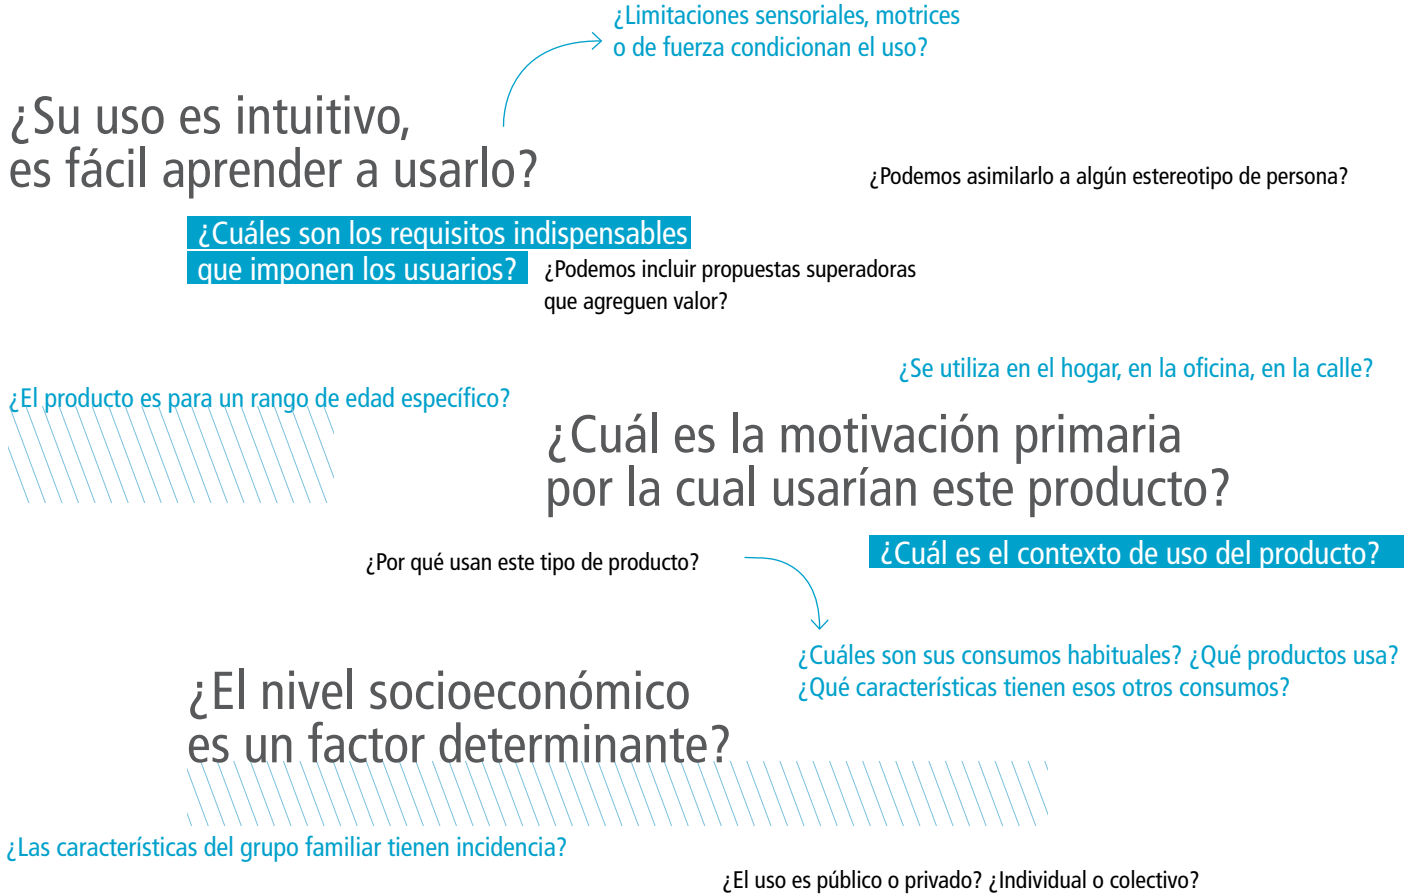 ¿Limitaciones sensoriales, motrices
o de fuerza condicionan el uso?
¿Su uso es intuitivo,
es fácil aprender a usarlo?
¿Podemos asimilarlo a algún estereotipo de persona?
¿Cuáles son los requisitos indispensables
que imponen los usuarios?
¿Podemos incluir propuestas superadoras
que agreguen valor?
¿Se utiliza en el hogar, en la oficina, en la calle?
¿El producto es para un rango de edad específico?
¿Cuál es la motivación primaria
por la cual usarían este producto?
¿Por qué usan este tipo de producto?
¿Cuál es el contexto de uso del producto?
¿Cuáles son sus consumos habituales? ¿Qué productos usa?
¿Qué características tienen esos otros consumos?
¿El nivel socioeconómico
es un factor determinante?
¿Las características del grupo familiar tienen incidencia?
¿El uso es público o privado? ¿Individual o colectivo?